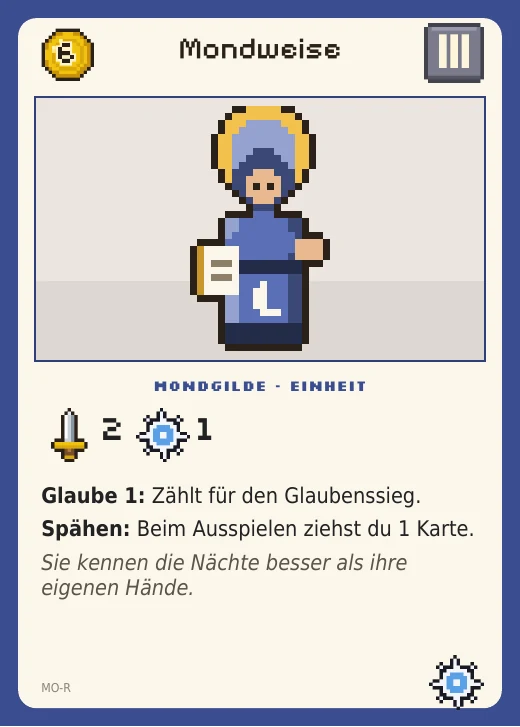 3
Mondweise
III
MONDGILDE - EINHEIT
2
1
Glaube 1: Zählt für den Glaubenssieg.
Spähen: Beim Ausspielen ziehst du 1 Karte.
Sie kennen die Nächte besser als ihre
eigenen Hände.
MO-R